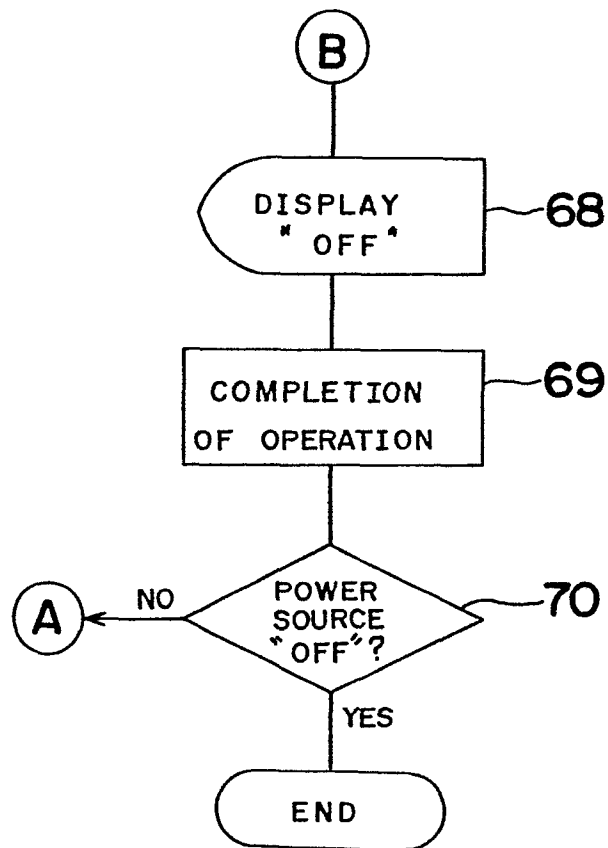 B
DISPLAY
" OFF "
68
COMPLETION
OF OPERATION
69
POWER
SOURCE
"OFF"?
70
NO
A
YES
END